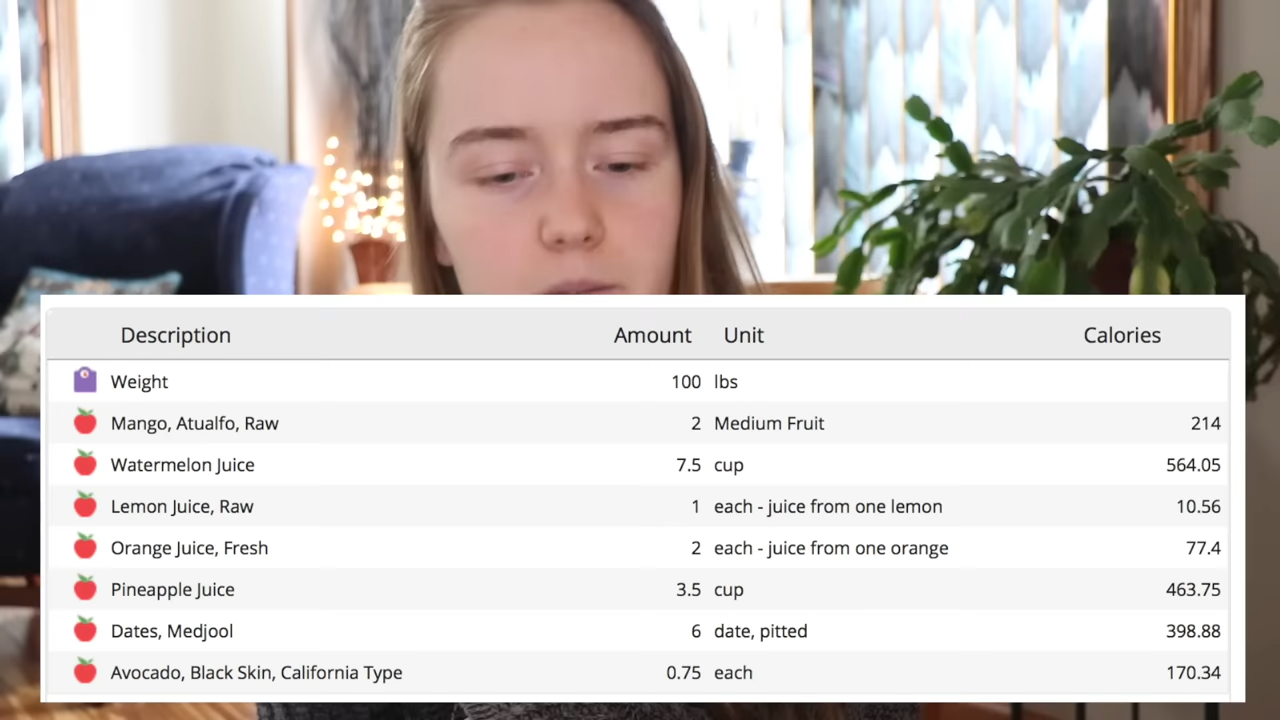 Description Amount Unit Calories
Weight 100 lbs
Mango, Atualfo, Raw 2 Medium Fruit 214
Watermelon Juice 7.5 cup 564.05
Lemon Juice, Raw 1 each - juice from one lemon 10.56
Orange Juice, Fresh 2 each - juice from one orange 77.4
Pineapple Juice 3.5 cup 463.75
Dates, Medjool 6 date, pitted 398.88
Avocado, Black Skin, California Type 0.75 each 170.34